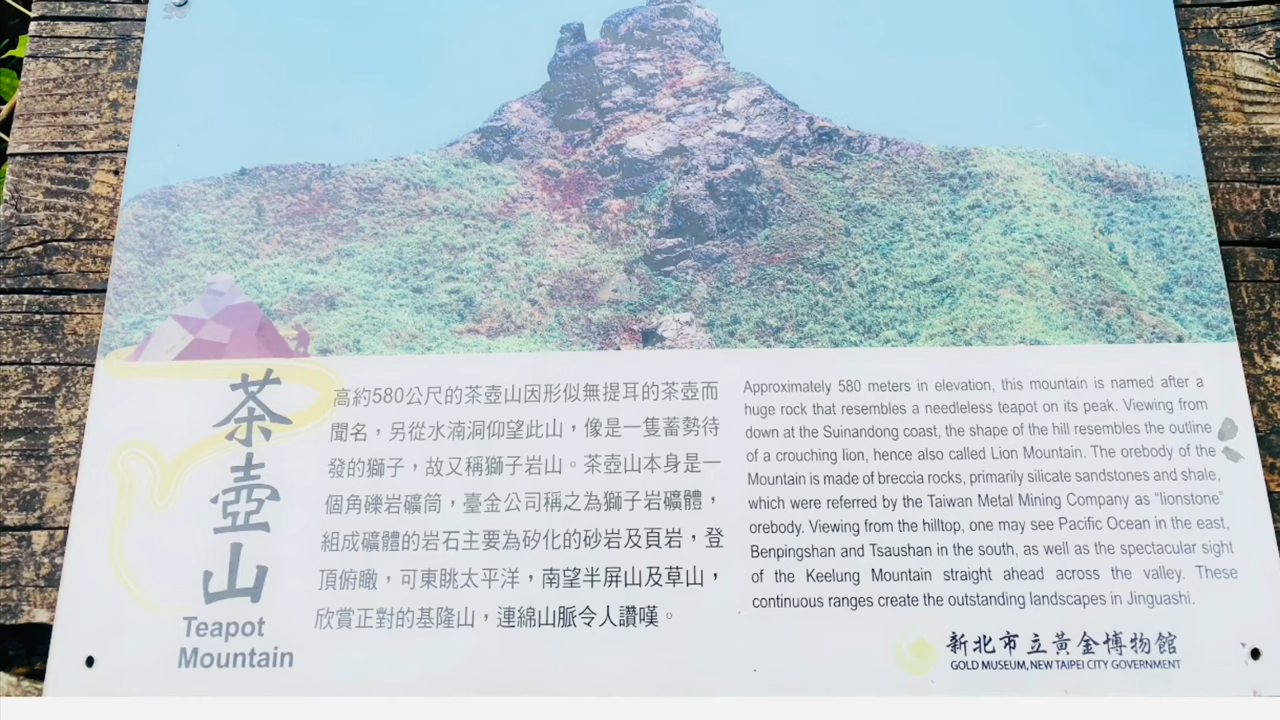 茶壺山
Teapot
Mountain
高約580公尺的茶壺山因形似無提耳的茶壺而
聞名，另從水湳洞仰望此山，像是一隻蓄勢待
發的獅子，故又稱獅子岩山。茶壺山本身是一
個角礫岩礦筒，臺金公司稱之為獅子岩礦體，
組成礦體的岩石主要為矽化的砂岩及頁岩，登
頂俯瞰，可東眺太平洋，南望半屏山及草山，
欣賞正對的基隆山，連綿山脈令人讚嘆。
Approximately 580 meters in elevation, this mountain is named after a
huge rock that resembles a needleless teapot on its peak. Viewing from
down at the Suinandong coast, the shape of the hill resembles the outline
of a crouching lion, hence also called Lion Mountain. The orebody of the
Mountain is made of breccia rocks, primarily silicate sandstones and shale,
which were referred by the Taiwan Metal Mining Company as “lionstone”
orebody. Viewing from the hilltop, one may see Pacific Ocean in the east,
Benpingshan and Tsaushan in the south, as well as the spectacular sight
of the Keelung Mountain straight ahead across the valley. These
continuous ranges create the outstanding landscapes in Jinguashi.
新北市立黃金博物館
GOLD MUSEUM, NEW TAIPEI CITY GOVERNMENT